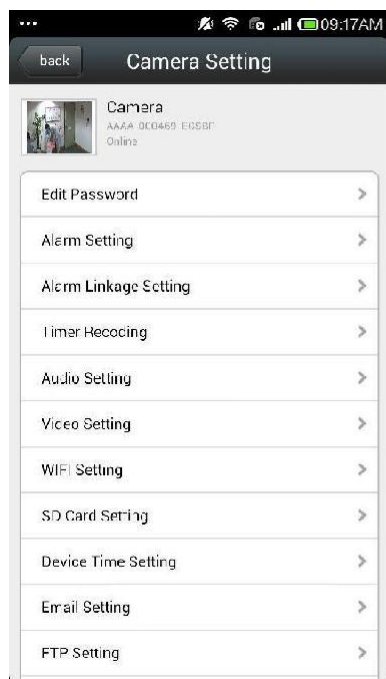 ... 09:17AM
back Camera Setting
Camera
Online
Edit Password
Alarm Setting
Alarm Linkage Setting
Timer Recoding
Audio Setting
Video Setting
WIFI Setting
SD Card Setting
Device Time Setting
Email Setting
FTP Setting